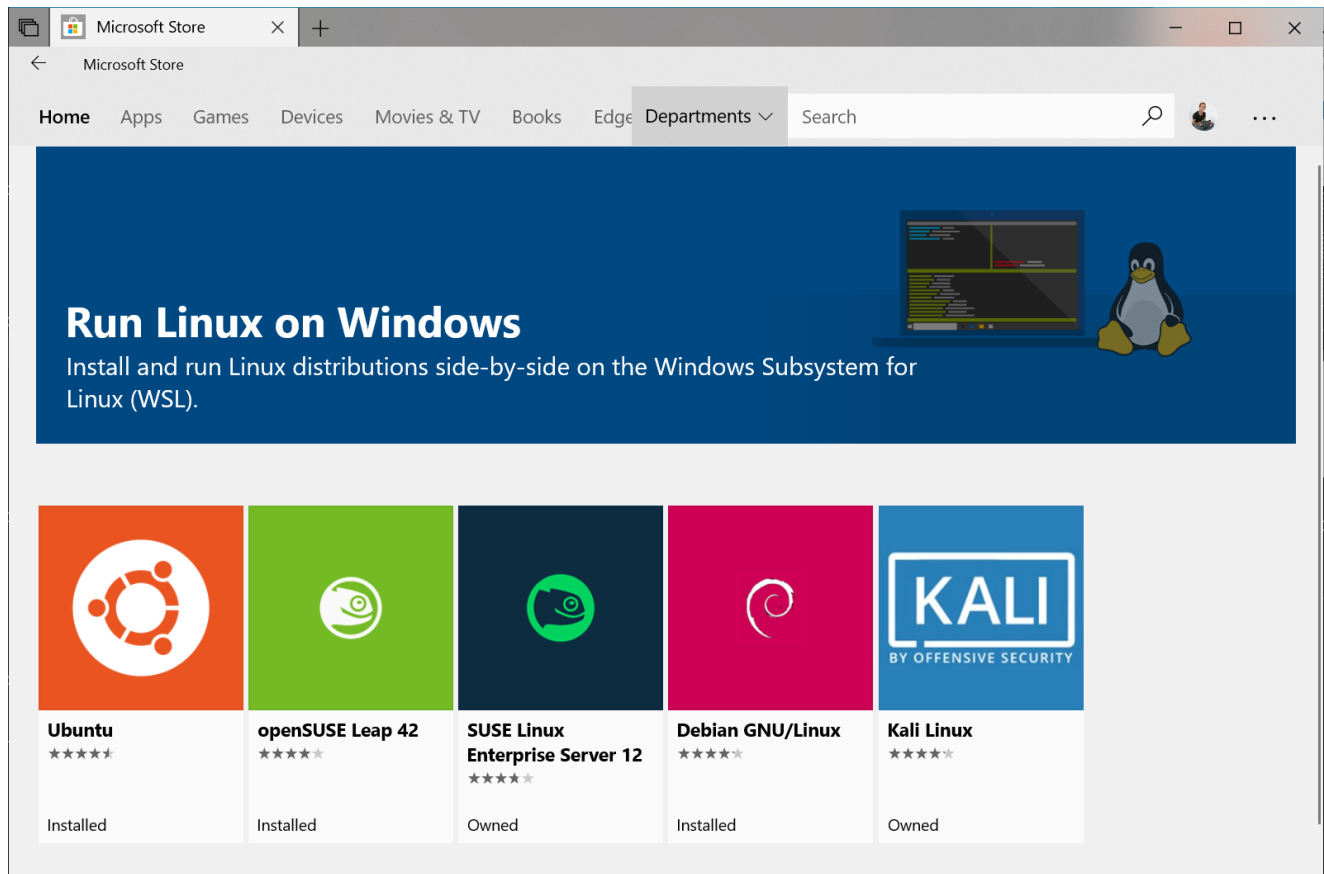 Microsoft Store
Microsoft Store
Home Apps Games Devices Movies & TV Books Edge Departments Search
Run Linux on Windows
Install and run Linux distributions side-by-side on the Windows Subsystem for
Linux (WSL).
KALI
BY OFFENSIVE SECURITY
Ubuntu
Installed
openSUSE Leap 42
Installed
SUSE Linux
Enterprise Server 12
Owned
Debian GNU/Linux
Installed
Kali Linux
Owned